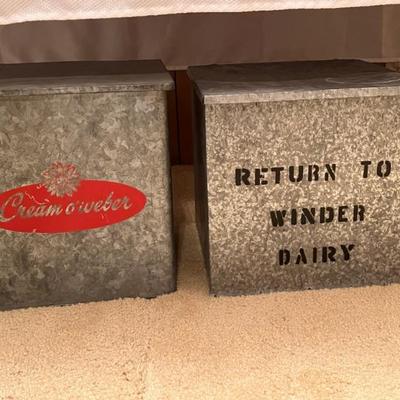 Cream o'weber
RETURN TO
WINDER
DAIRY